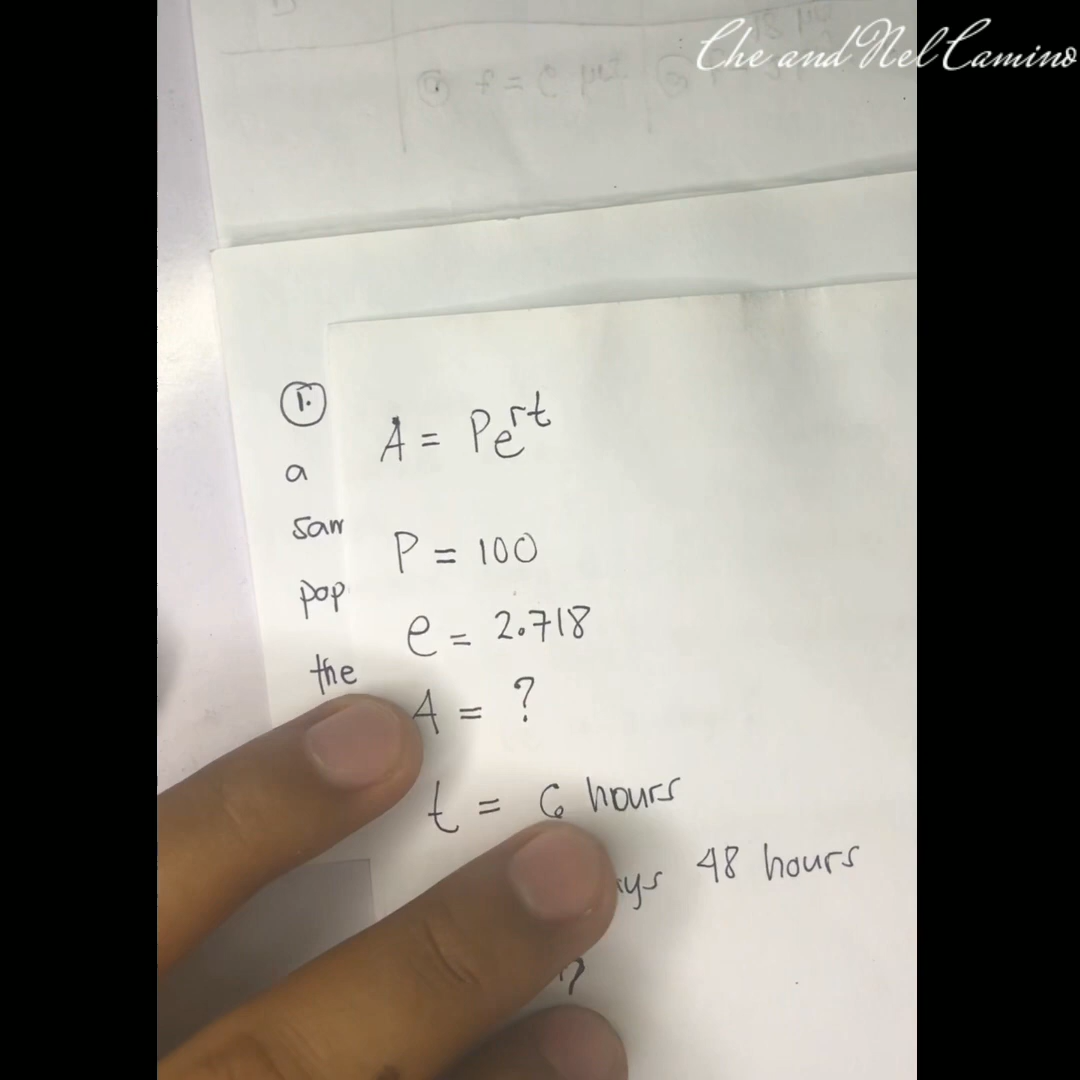 Che and Nel Camino
1.
A = Pe^rt
a
sam
P = 100
pop
e = 2.718
the
A = ?
t = 6 hours
48 hours